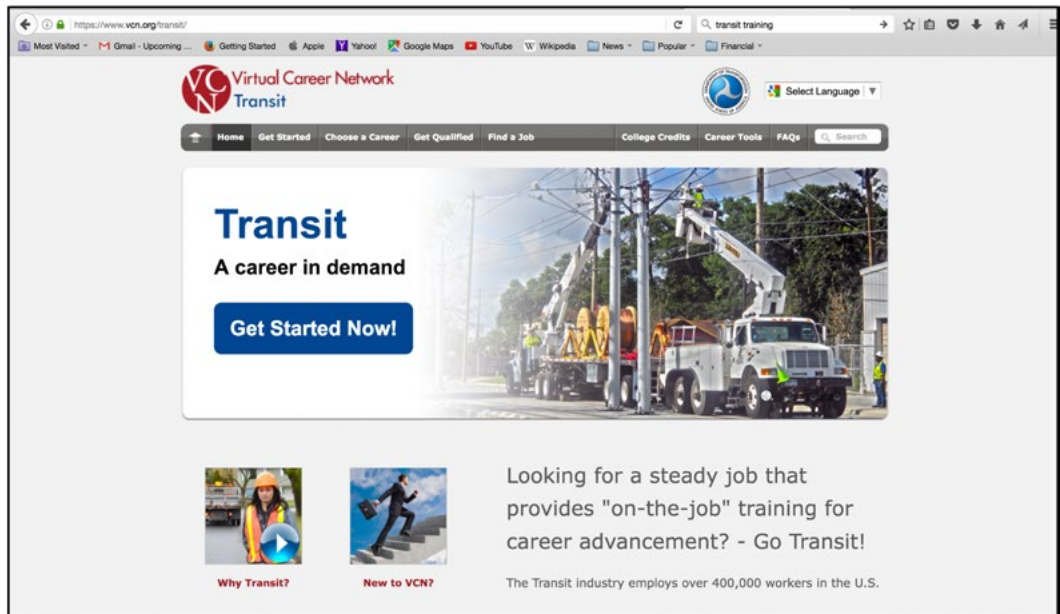 https://www.vcn.org/transit/
transit training
Most Visited
Gmail - Upcoming ...
Getting Started
Apple
Yahoo!
Google Maps
YouTube
Wikipedia
News
Popular
Financial
VCN
Virtual Career Network
Transit
Select Language
Home
Get Started
Choose a Career
Get Qualified
Find a Job
College Credits
Career Tools
FAQs
Search
Transit
A career in demand
Get Started Now!
Looking for a steady job that
provides "on-the-job" training for
career advancement? - Go Transit!
The Transit industry employs over 400,000 workers in the U.S.
Why Transit?
New to VCN?